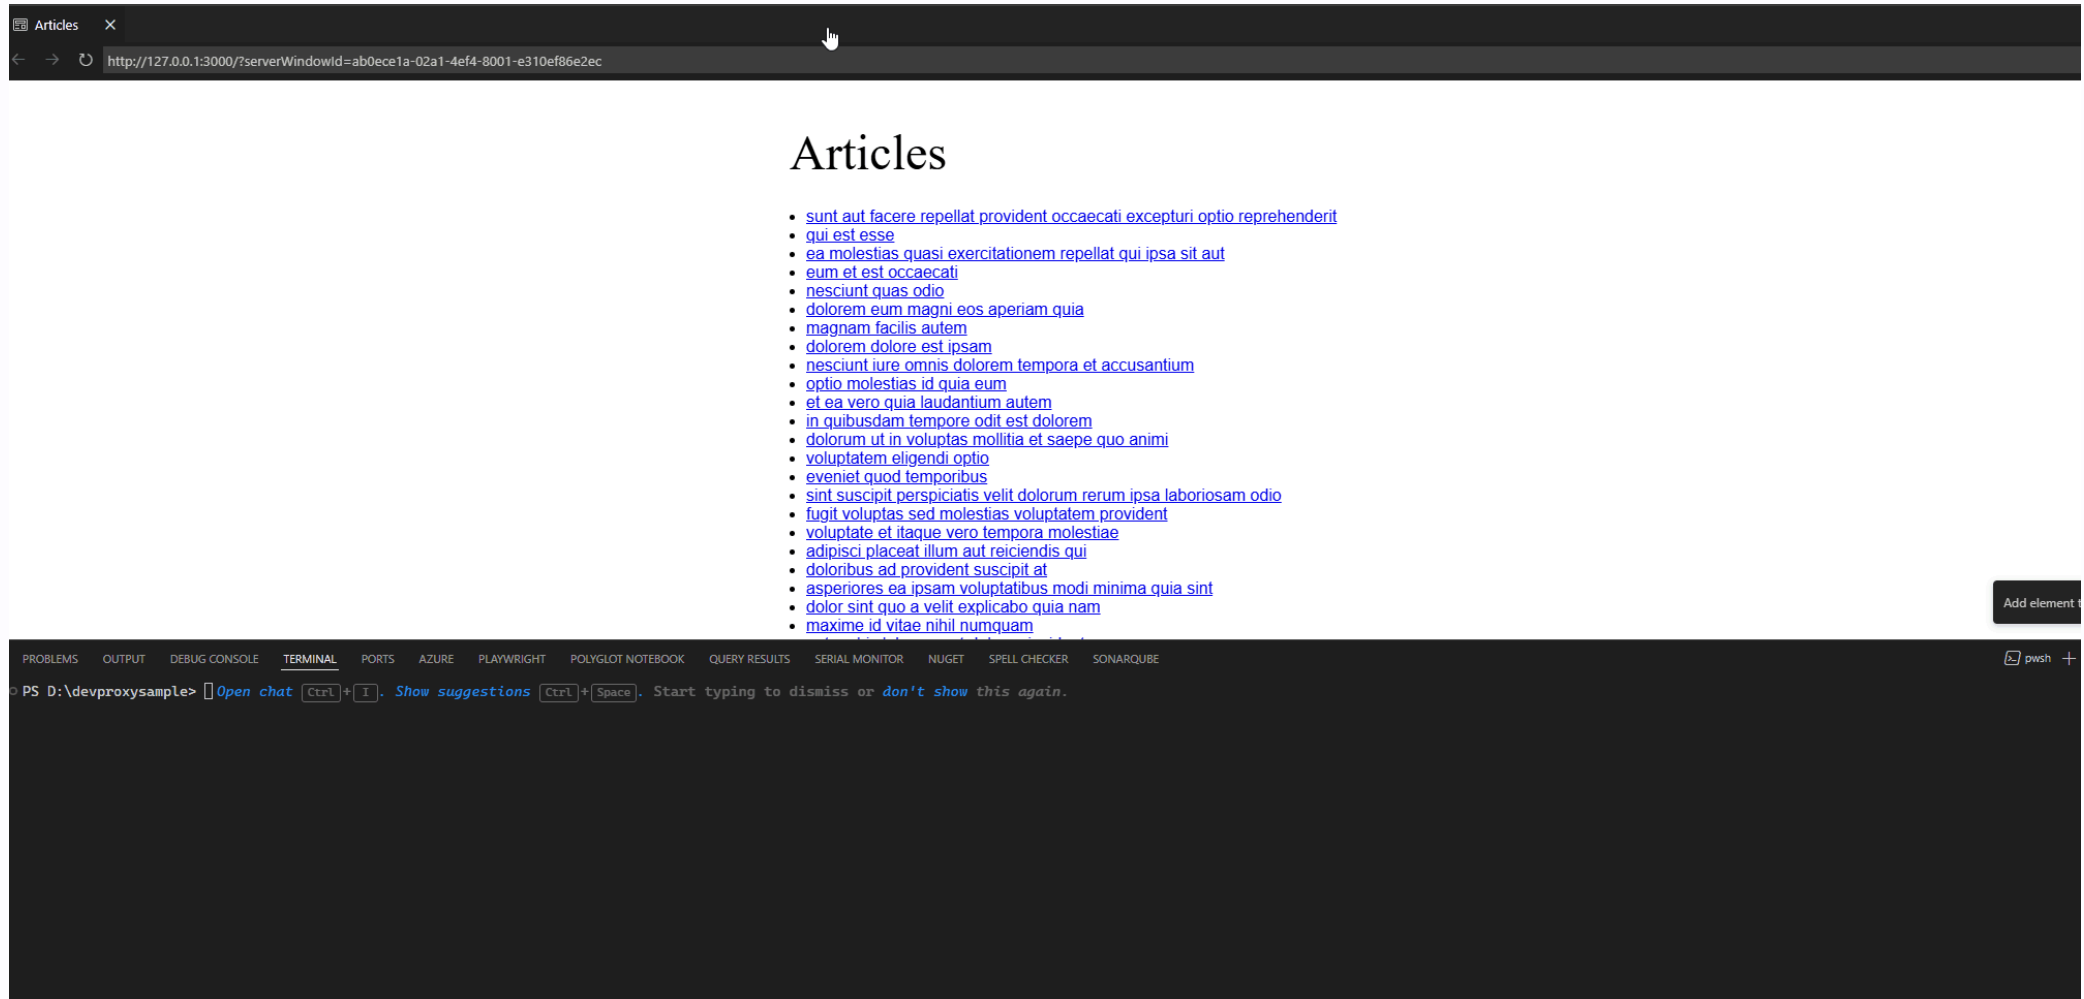 Articles
http://127.0.0.1:3000/?serverWindowId=ab0ece1a-02a1-4ef4-8001-e310ef86e2ec
Articles
sunt aut facere repellat provident occaecati excepturi optio reprehenderit
qui est esse
ea molestias quasi exercitationem repellat qui ipsa sit aut
eum et est occaecati
nesciunt quas odio
dolorem eum magni eos aperiam quia
magnam facilis autem
dolorem dolore est ipsam
nesciunt iure omnis dolorem tempora et accusantium
optio molestias id quia eum
et ea vero quia laudantium autem
in quibusdam tempore odit est dolorem
dolorum ut in voluptas mollitia et saepe quo animi
voluptatem eligendi optio
eveniet quod temporibus
sint suscipit perspiciatis velit dolorum rerum ipsa laboriosam odio
fugit voluptas sed molestias voluptatem provident
voluptate et itaque vero tempora molestiae
adipisci placeat illum aut reiciendis qui
doloribus ad provident suscipit at
asperiores ea ipsam voluptatibus modi minima quia sint
dolor sint quo a velit explicabo quia nam
maxime id vitae nihil numquam
Add element
PROBLEMS OUTPUT DEBUG CONSOLE TERMINAL PORTS AZURE PLAYWRIGHT POLYGLOT NOTEBOOK QUERY RESULTS SERIAL MONITOR NUGET SPELL CHECKER SONARQUBE pwsh
PS D:\devproxysample> Open chat Ctrl+I. Show suggestions Ctrl+Space. Start typing to dismiss or don't show this again.